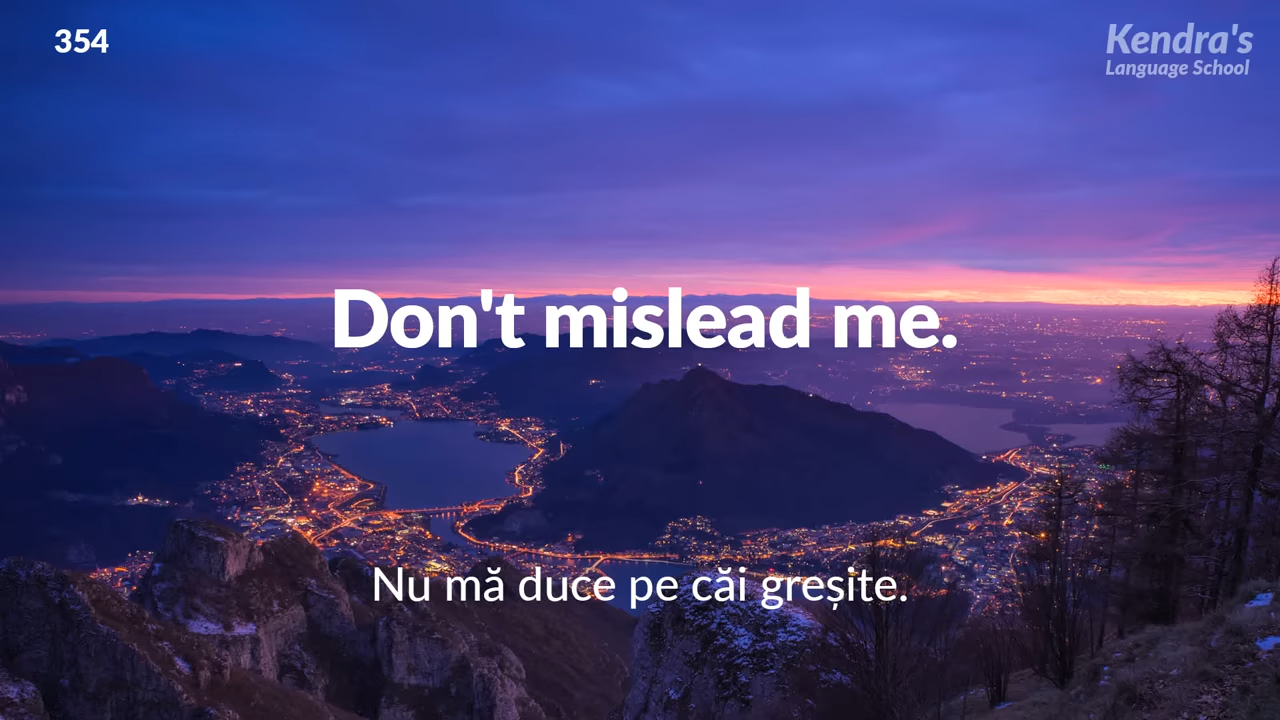 354
Kendra's
Language School
Don't mislead me.
Nu mă duce pe căi greșite.